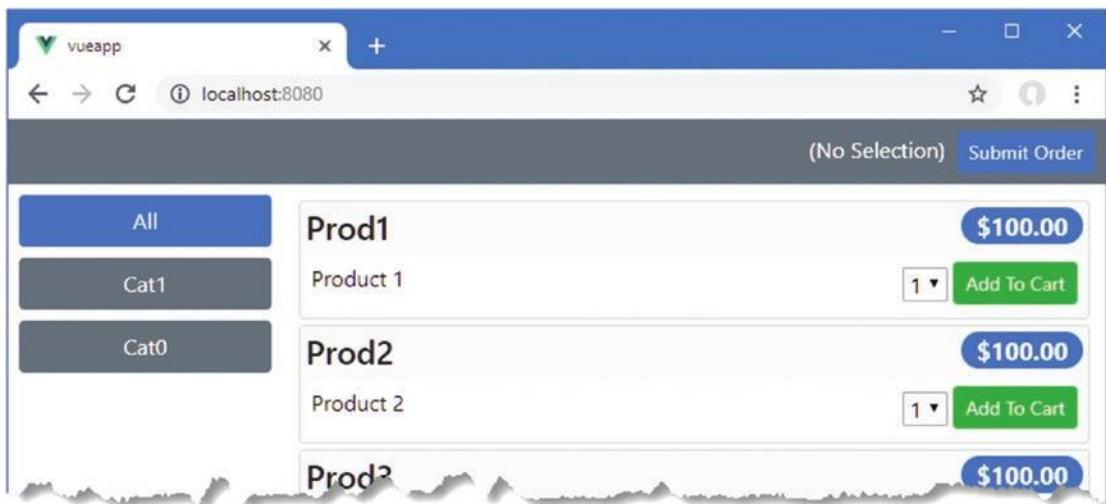 vueapp
localhost:8080
(No Selection) Submit Order
All
Cat1
Cat0
Prod1 $100.00
Product 1 1 Add To Cart
Prod2 $100.00
Product 2 1 Add To Cart
Prod3 $100.00